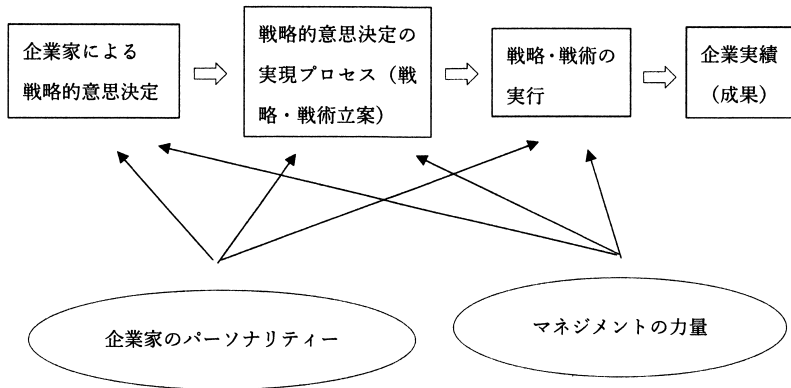 企業家による
戦略的意思決定
戦略的意思決定の
実現プロセス（戦
略・戦術立案）
戦略・戦術の
実行
企業実績
（成果）
企業家のパーソナリティー
マネジメントの力量